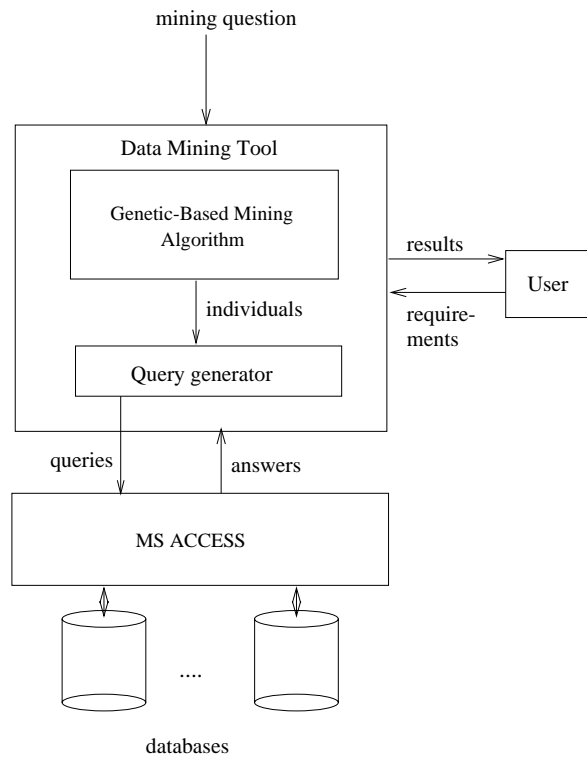 mining question
Data Mining Tool
Genetic-Based Mining
Algorithm
results
User
individuals
require-
ments
Query generator
queries
answers
MS ACCESS
....
databases